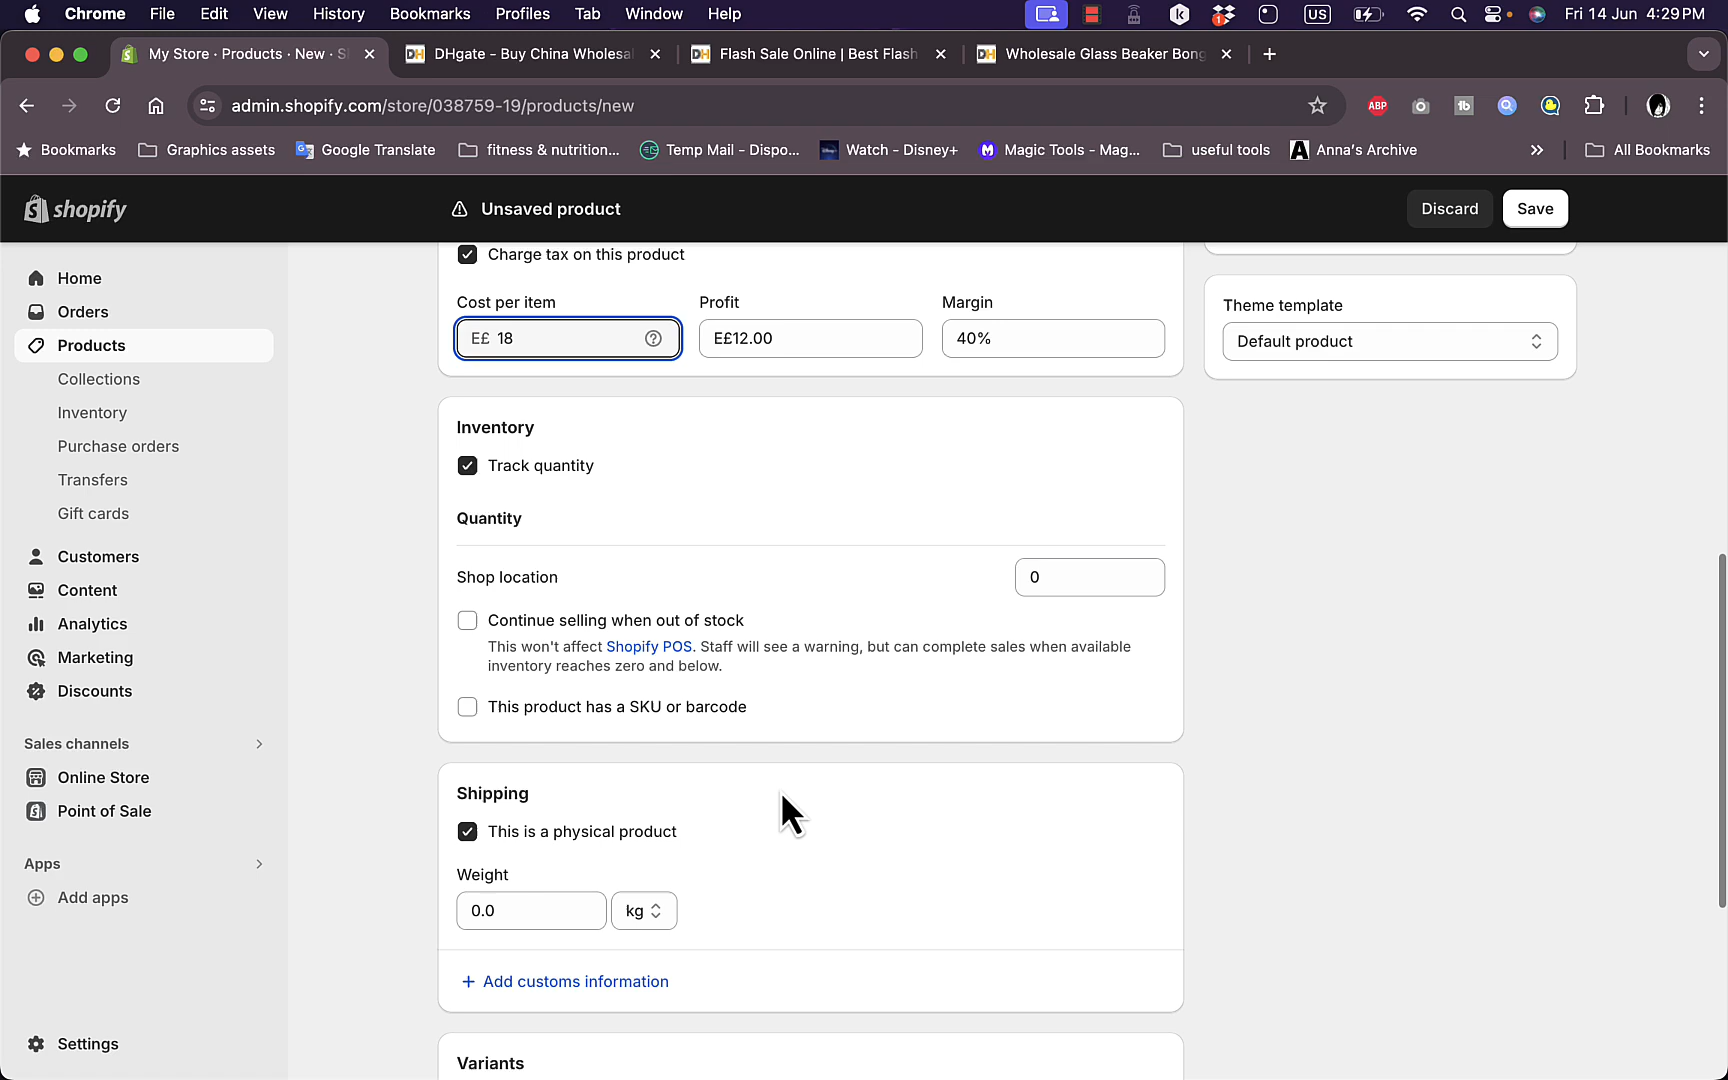 Chrome File Edit View History Bookmarks Profiles Tab Window Help US Fri 14 Jun 4:29 PM
My Store · Products · New · S DHgate - Buy China Wholesal Flash Sale Online | Best Flash Wholesale Glass Beaker Bong
admin.shopify.com/store/038759-19/products/new ABP tb
Bookmarks Graphics assets Google Translate fitness & nutrition... Temp Mail - Dispo... Watch - Disney+ Magic Tools - Mag... useful tools Anna's Archive All Bookmarks
shopify Unsaved product Discard Save
Home
Orders
Products
Collections
Inventory
Purchase orders
Transfers
Gift cards
Customers
Content
Analytics
Marketing
Discounts
Sales channels
Online Store
Point of Sale
Apps
Add apps
Settings
Charge tax on this product
Cost per item Profit Margin
E£ 18 E£12.00 40%
Inventory
Track quantity
Quantity
Shop location 0
Continue selling when out of stock
This won't affect Shopify POS. Staff will see a warning, but can complete sales when available
inventory reaches zero and below.
This product has a SKU or barcode
Shipping
This is a physical product
Weight
0.0 kg
+ Add customs information
Variants
Theme template
Default product